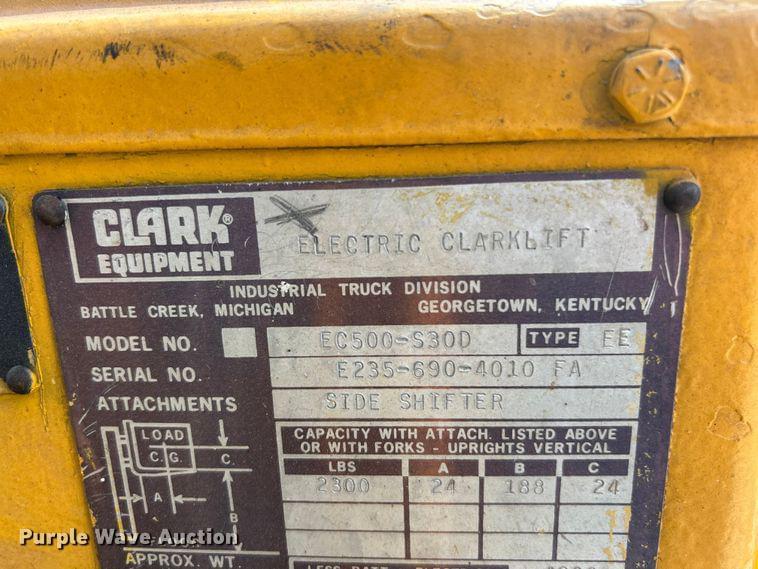 CLARK®
EQUIPMENT
ELECTRIC CLARKLIFT
INDUSTRIAL TRUCK DIVISION
BATTLE CREEK, MICHIGAN GEORGETOWN, KENTUCKY
MODEL NO. EC500-S30D TYPE EE
SERIAL NO. E235-690-4010 FA
ATTACHMENTS SIDE SHIFTER
CAPACITY WITH ATTACH. LISTED ABOVE
OR WITH FORKS - UPRIGHTS VERTICAL
LOAD
C.G. C.
LBS A B C
2300 24 188 24
A
B
APPROX. WT.
Purple Wave Auction